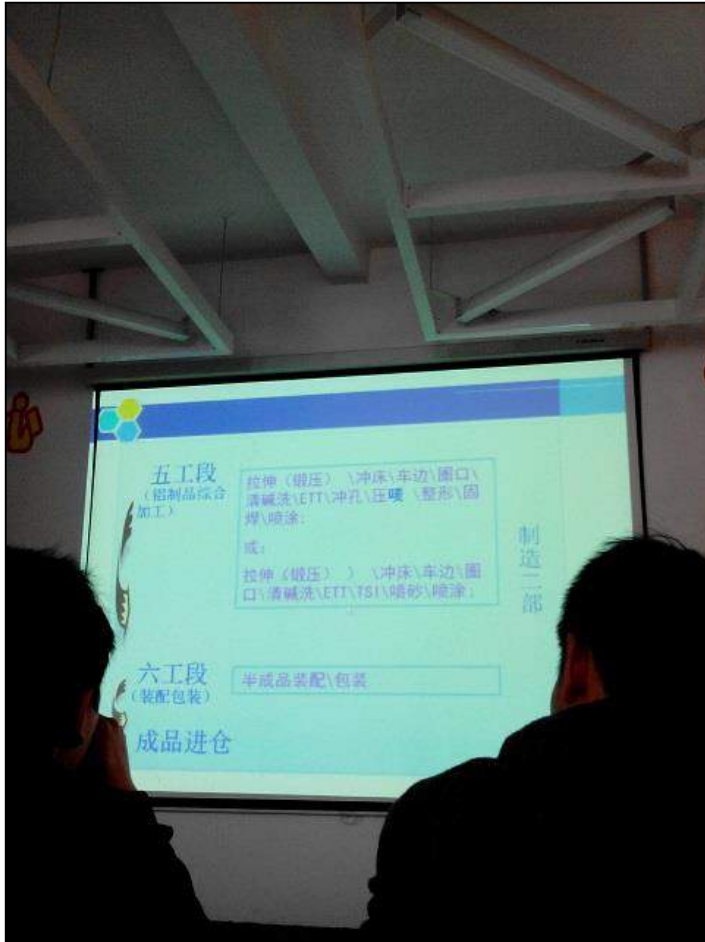 五工段
（铝制品综合
加工）
拉伸（锻压） \冲床\车边\圈口\
清碱洗\ETT\冲孔\压唛 \整形\固
焊\喷涂；
或：
拉伸（锻压） ） \冲床\车边\圈
口\清碱洗\ETT\TSI\喷砂\喷涂；
制造二部
六工段
（装配包装）
半成品装配\包装
成品进仓